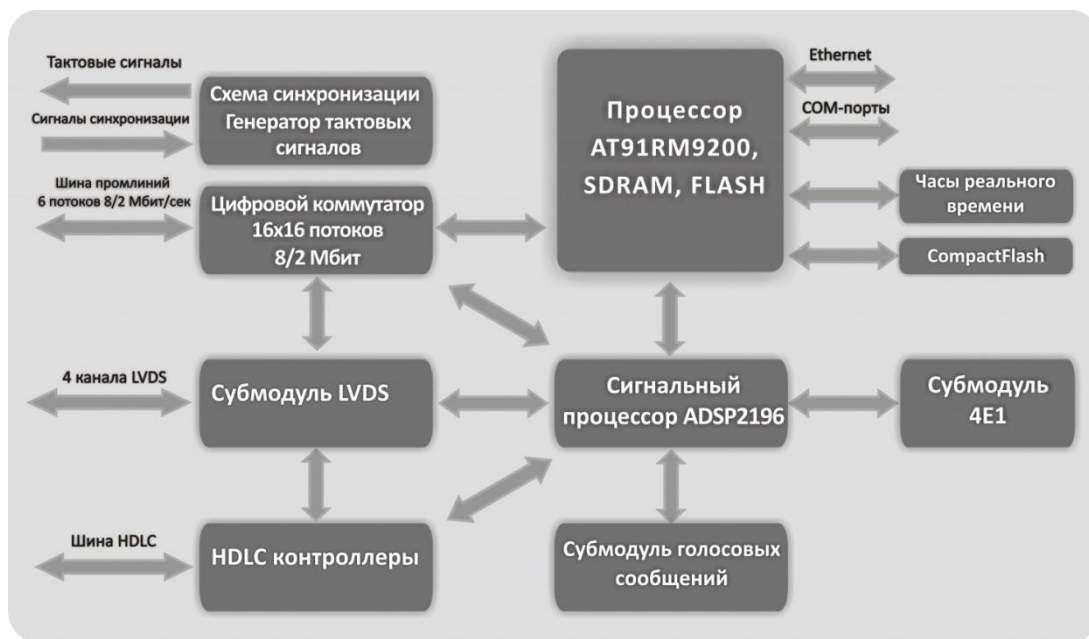 Тактовые сигналы
Сигналы синхронизации
Схема синхронизации
Генератор тактовых
сигналов
Процессор
AT91RM9200,
SDRAM, FLASH
Ethernet
COM-порты
Часы реального
времени
CompactFlash
Шина промлиний
6 потоков 8/2 Мбит/сек
Цифровой коммутатор
16х16 потоков
8/2 Мбит
4 канала LVDS
Субмодуль LVDS
Сигнальный
процессор ADSP2196
Субмодуль
4Е1
Шина HDLC
HDLC контроллеры
Субмодуль голосовых
сообщений